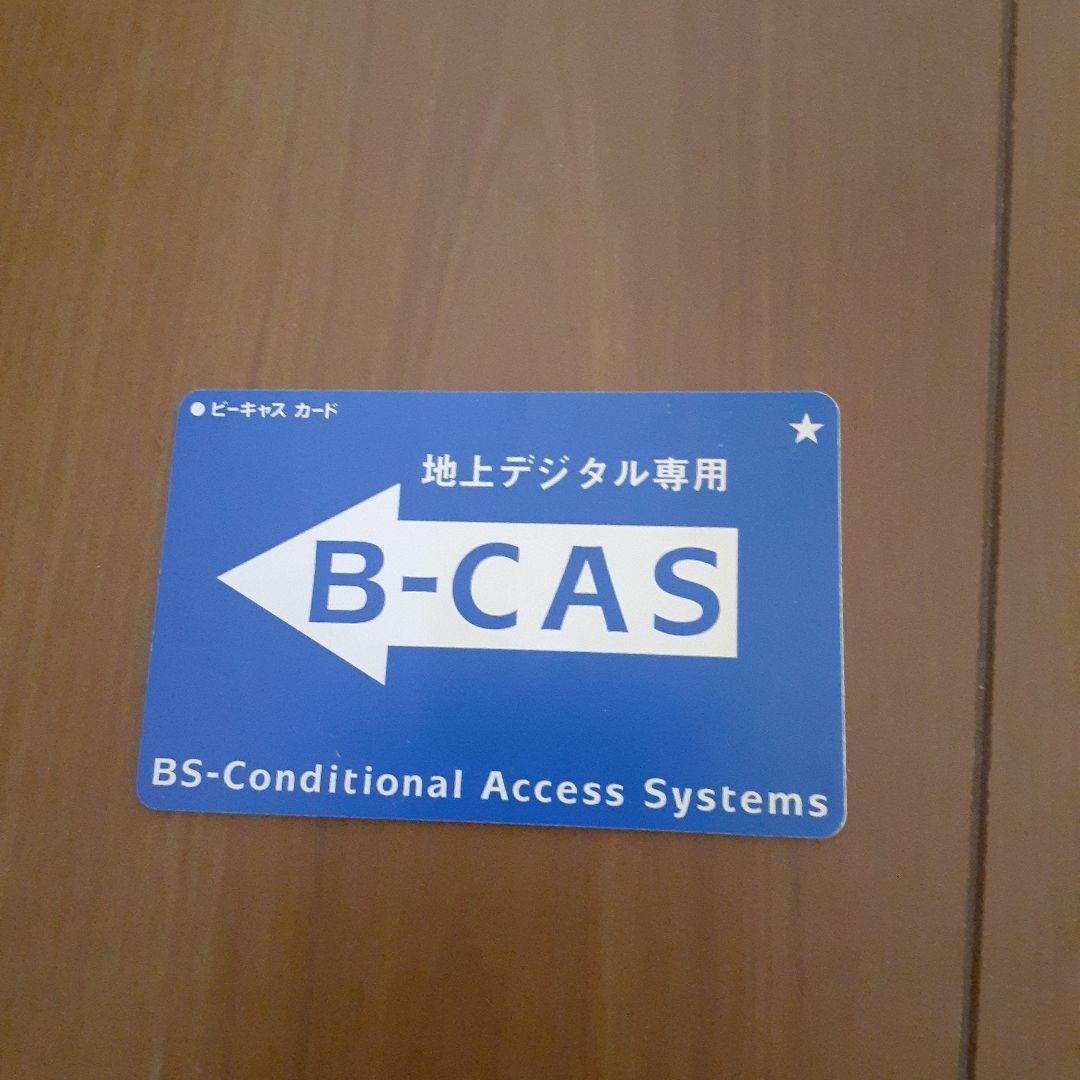 ●ビーキャス カード
★
地上デジタル専用
B-CAS
BS-Conditional Access Systems